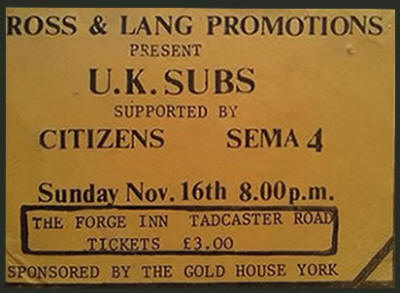 ROSS & LANG PROMOTIONS
PRESENT
U.K. SUBS
SUPPORTED BY
CITIZENS SEMA 4
Sunday Nov. 16th 8.00p.m.
THE FORGE INN TADCASTER ROAD
TICKETS £3.00
SPONSORED BY THE GOLD HOUSE YORK